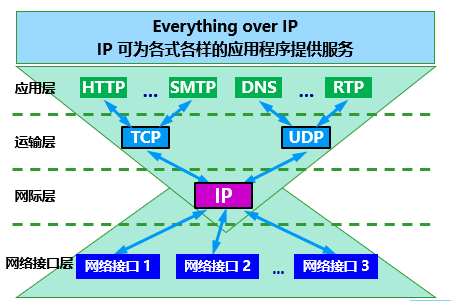 Everything over IP
IP 可为各式各样的应用程序提供服务
应用层 HTTP ... SMTP DNS ... RTP
运输层 TCP UDP
网际层 IP
网络接口层 网络接口 1 网络接口 2 ... 网络接口 3